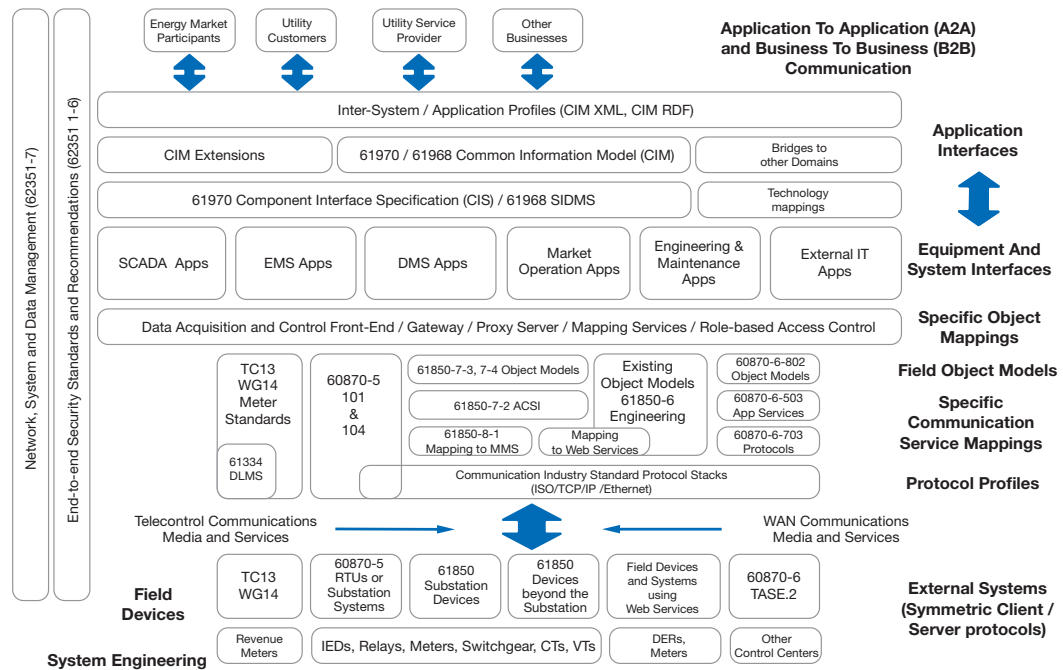 Energy Market
Participants
Utility
Customers
Utility Service
Provider
Other
Businesses
Application To Application (A2A)
and Business To Business (B2B)
Communication
Network, System and Data Management (62351-7)
End-to-end Security Standards and Recommendations (62351 1-6)
Inter-System / Application Profiles (CIM XML, CIM RDF)
CIM Extensions
61970 / 61968 Common Information Model (CIM)
Bridges to
other Domains
Application
Interfaces
61970 Component Interface Specification (CIS) / 61968 SIDMS
Technology
mappings
SCADA Apps
EMS Apps
DMS Apps
Market
Operation Apps
Engineering &
Maintenance
Apps
External IT
Apps
Equipment And
System Interfaces
Data Acquisition and Control Front-End / Gateway / Proxy Server / Mapping Services / Role-based Access Control
Specific Object
Mappings
TC13
WG14
Meter
Standards
61334
DLMS
60870-5
101
&
104
61850-7-3, 7-4 Object Models
61850-7-2 ACSI
61850-8-1
Mapping to MMS
Existing
Object Models
61850-6
Engineering
Mapping
to Web Services
60870-6-802
Object Models
60870-6-503
App Services
60870-6-703
Protocols
Field Object Models
Specific
Communication
Service Mappings
Communication Industry Standard Protocol Stacks
(ISO/TCP/IP /Ethernet)
Protocol Profiles
Telecontrol Communications
Media and Services
WAN Communications
Media and Services
Field
Devices
TC13
WG14
60870-5
RTUs or
Substation
Systems
61850
Substation
Devices
61850
Devices
beyond the
Substation
Field Devices
and Systems
using
Web Services
60870-6
TASE.2
External Systems
(Symmetric Client /
Server protocols)
System Engineering
Revenue
Meters
IEDs, Relays, Meters, Switchgear, CTs, VTs
DERs,
Meters
Other
Control Centers